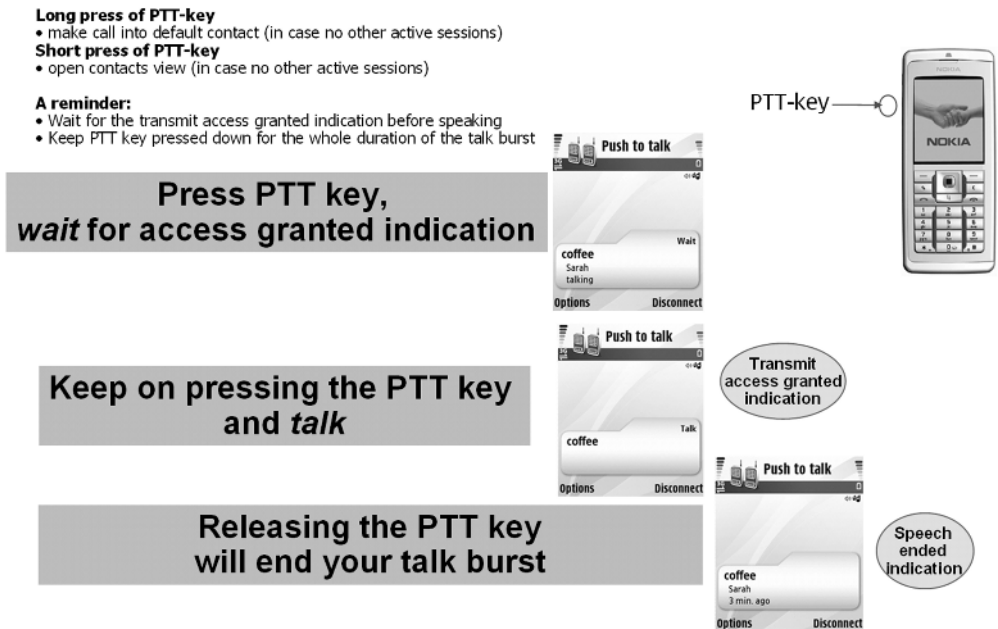 Long press of PTT-key
• make call into default contact (in case no other active sessions)
Short press of PTT-key
• open contacts view (in case no other active sessions)
A reminder:
• Wait for the transmit access granted indication before speaking
• Keep PTT key pressed down for the whole duration of the talk burst
PTT-key
NOKIA
NOKIA
Press PTT key,
wait for access granted indication
Push to talk
Wait
coffee
Sarah
talking
Options Disconnect
Keep on pressing the PTT key
and talk
Push to talk
Talk
coffee
Options Disconnect
Transmit
access granted
indication
Releasing the PTT key
will end your talk burst
Push to talk
coffee
Sarah
3 min. ago
Options Disconnect
Speech
ended
indication